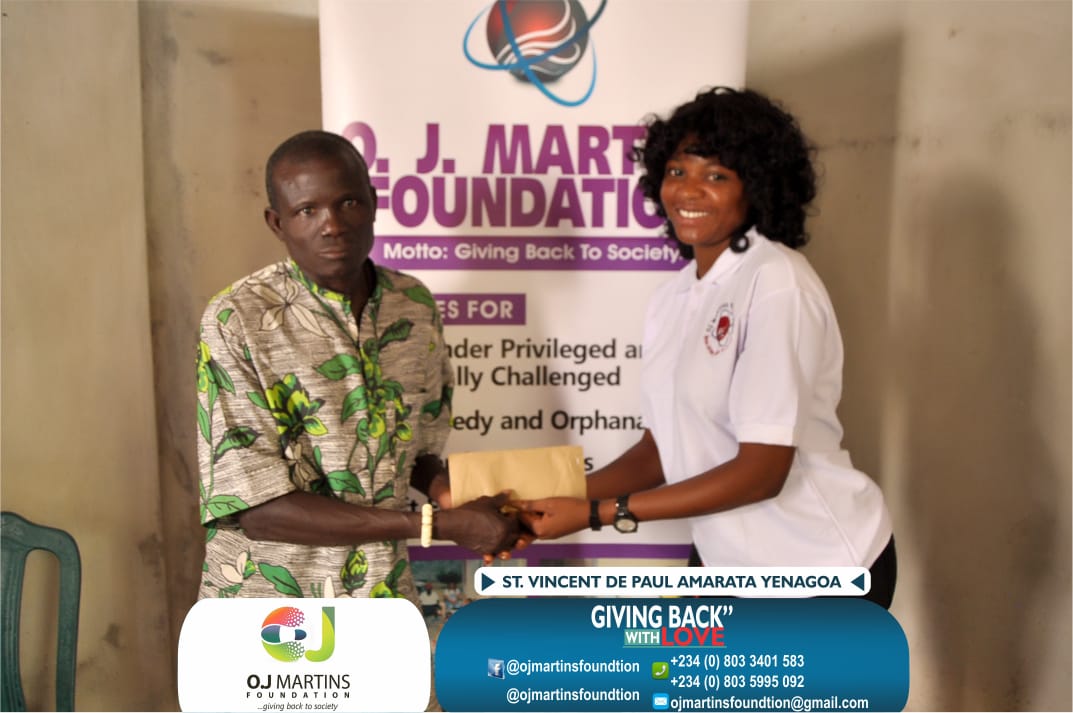 O. J. MARTI
FOUNDATIO
Motto: Giving Back To Society.
ES FOR
nder Privileged a
lly Challenged
edy and Orphana
s
ST. VINCENT DE PAUL AMARATA YENAGOA
GIVING BACK”
WITH LOVE
@ojmartinsfoundtion
@ojmartinsfoundtion
+234 (0) 803 3401 583
+234 (0) 803 5995 092
ojmartinsfoundtion@gmail.com
OJ
OJ MARTINS
FOUNDATION
...giving back to society